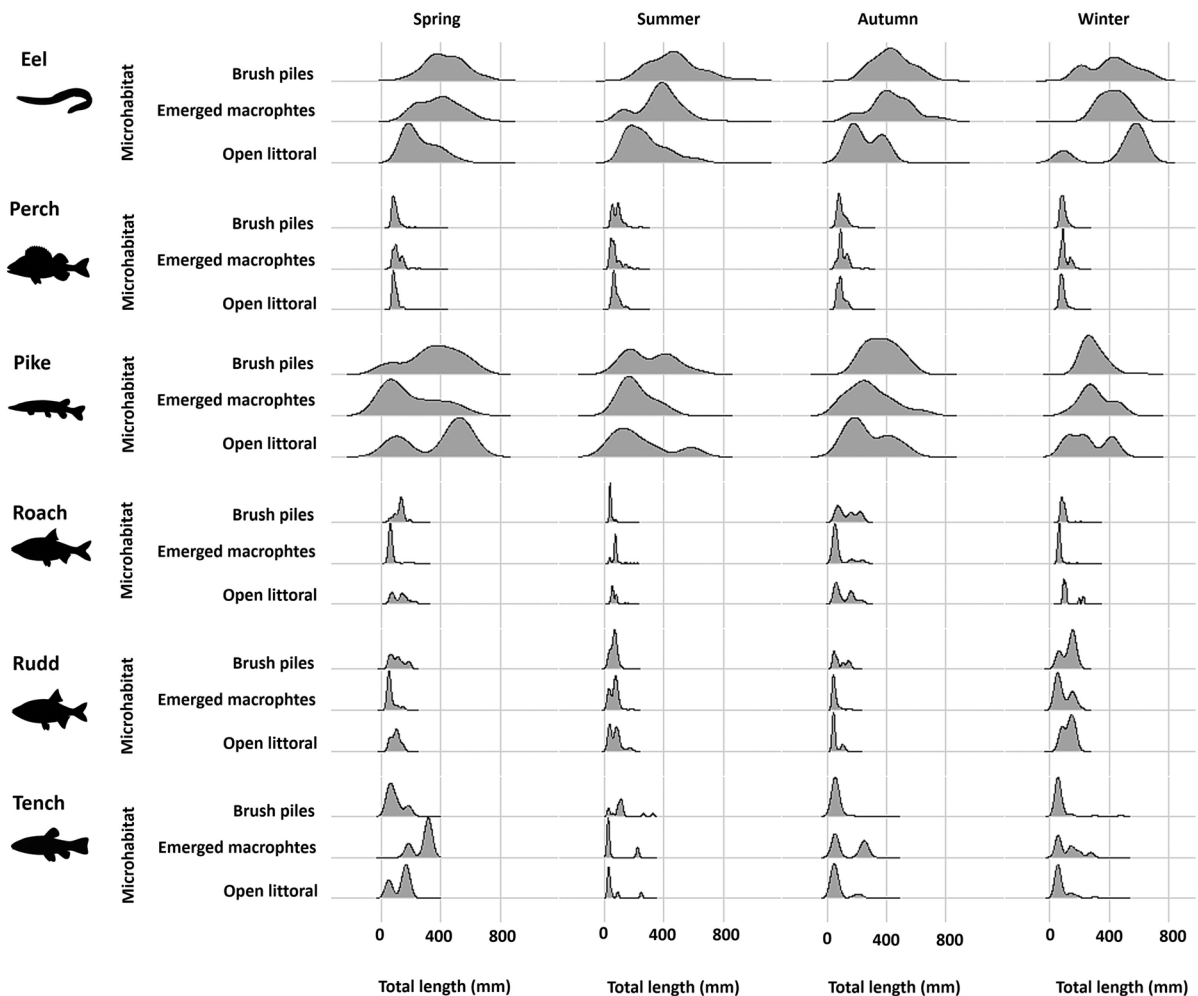 Spring Summer Autumn Winter
Eel
Microhabitat
Brush piles
Emerged macrophtes
Open littoral
Perch
Microhabitat
Brush piles
Emerged macrophtes
Open littoral
Pike
Microhabitat
Brush piles
Emerged macrophtes
Open littoral
Roach
Microhabitat
Brush piles
Emerged macrophtes
Open littoral
Rudd
Microhabitat
Brush piles
Emerged macrophtes
Open littoral
Tench
Microhabitat
Brush piles
Emerged macrophtes
Open littoral
0 400 800 0 400 800 0 400 800 0 400 800
Total length (mm) Total length (mm) Total length (mm) Total length (mm)